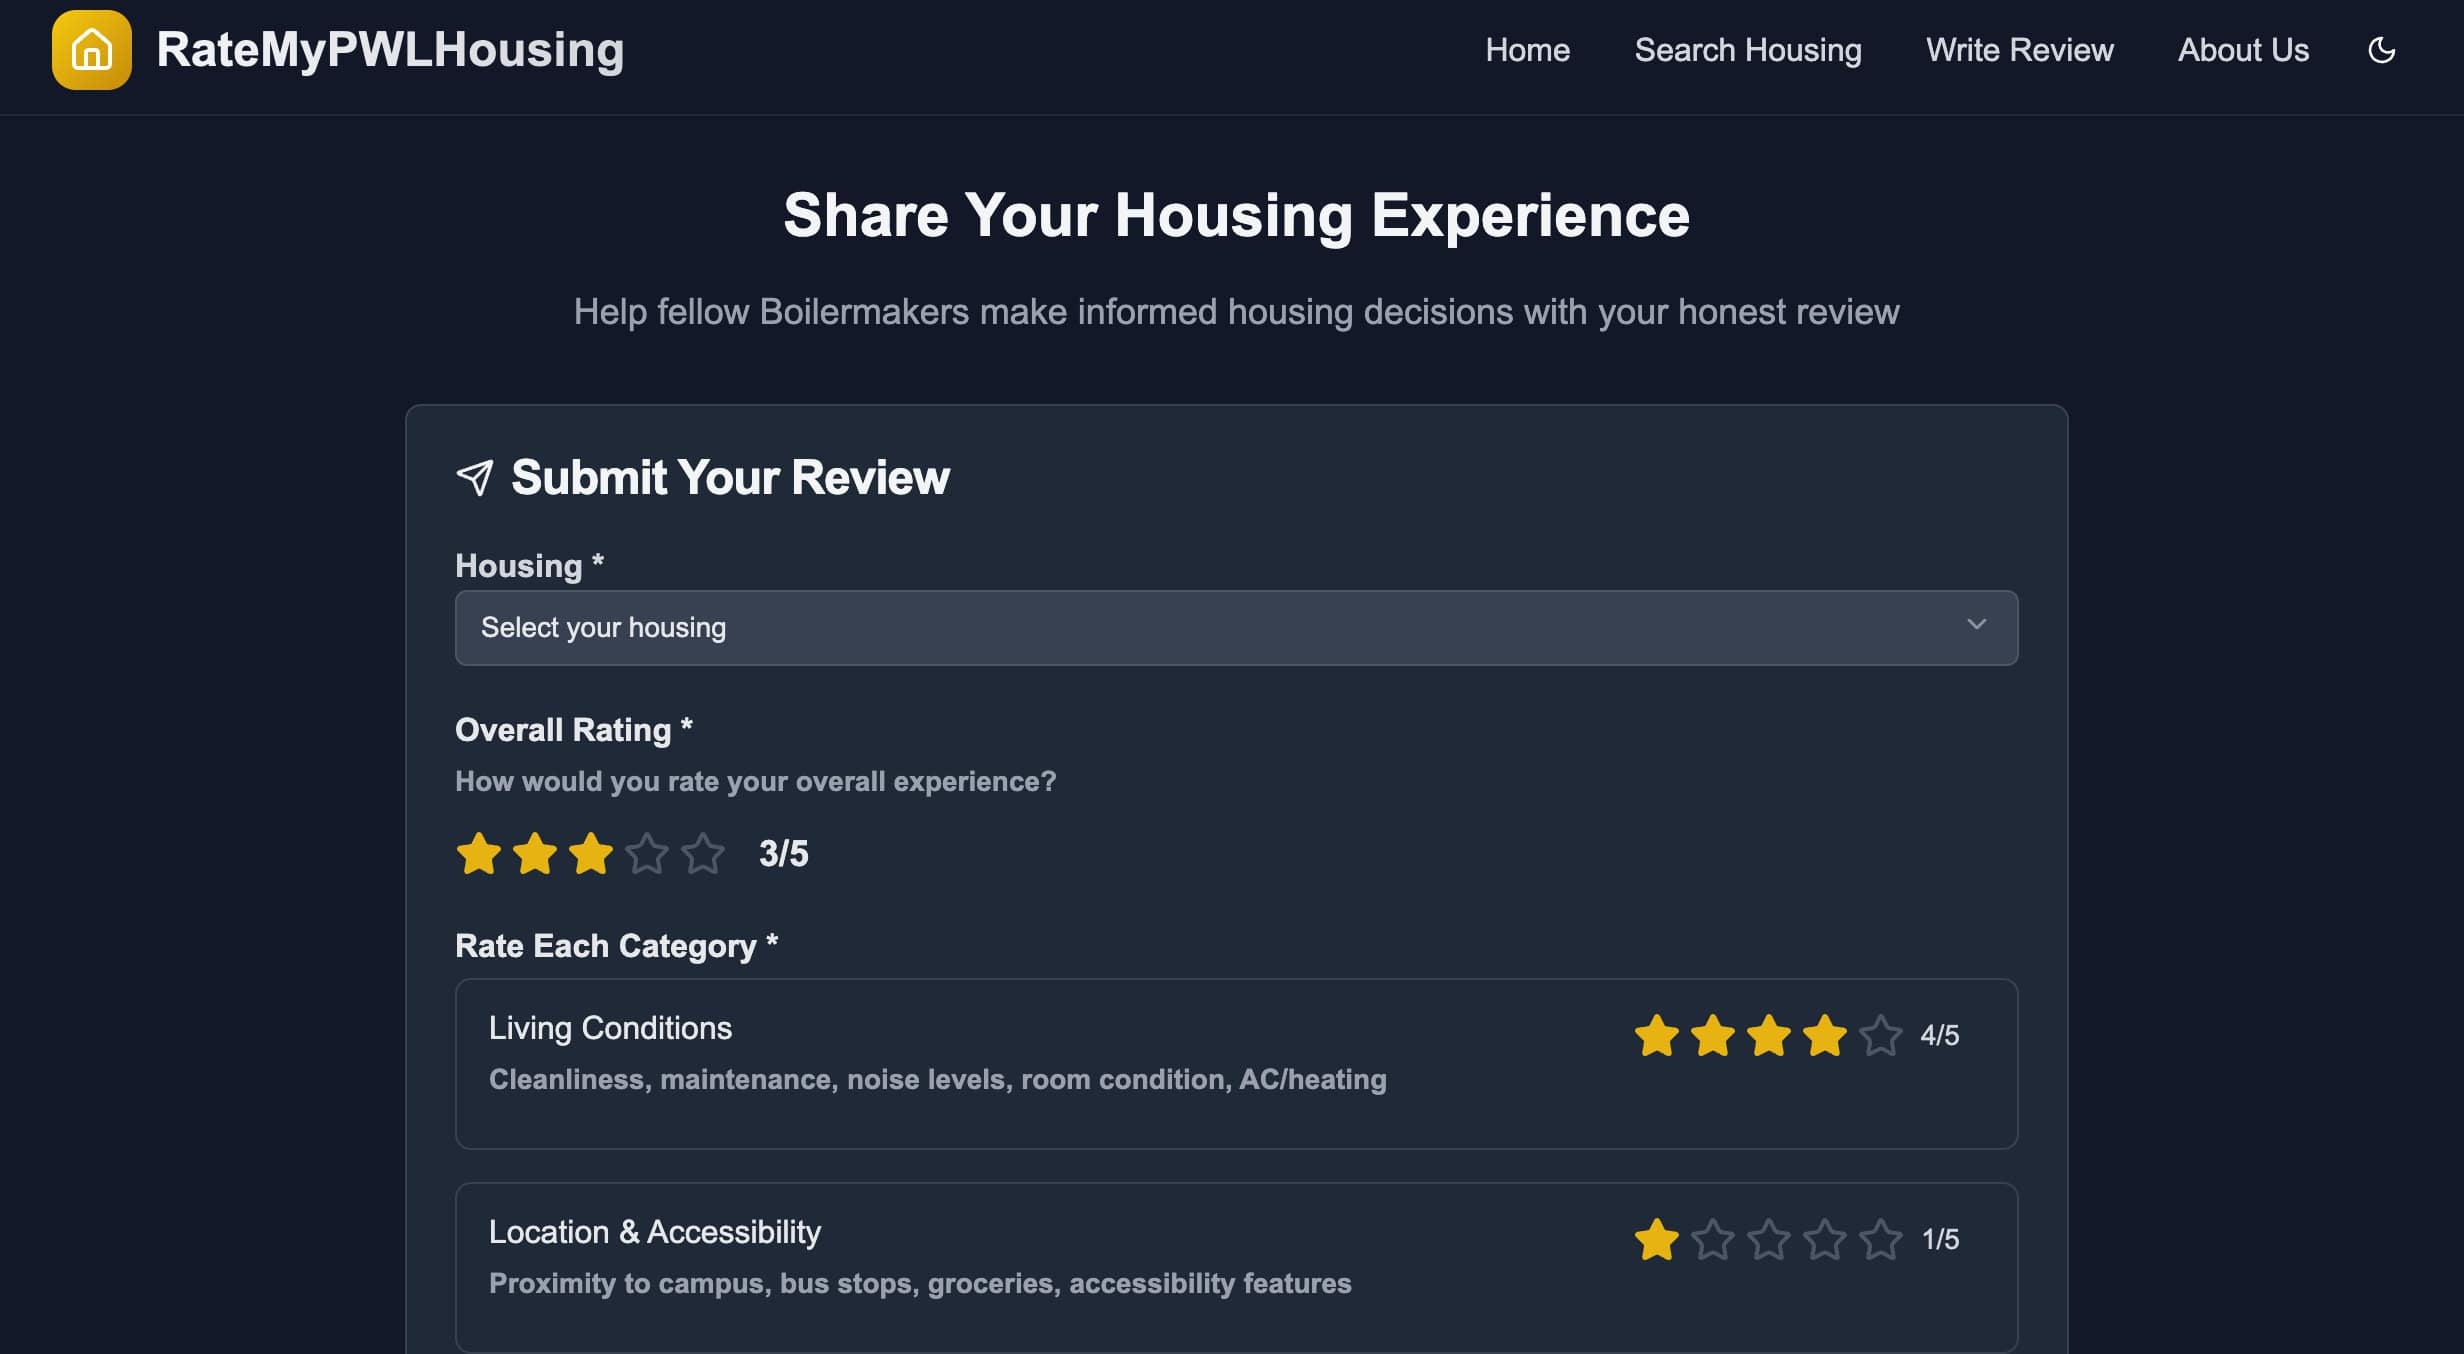 RateMyPWLHousing
Home
Search Housing
Write Review
About Us
Share Your Housing Experience
Help fellow Boilermakers make informed housing decisions with your honest review
Submit Your Review
Housing *
Select your housing
Overall Rating *
How would you rate your overall experience?
3/5
Rate Each Category *
Living Conditions
4/5
Cleanliness, maintenance, noise levels, room condition, AC/heating
Location & Accessibility
1/5
Proximity to campus, bus stops, groceries, accessibility features